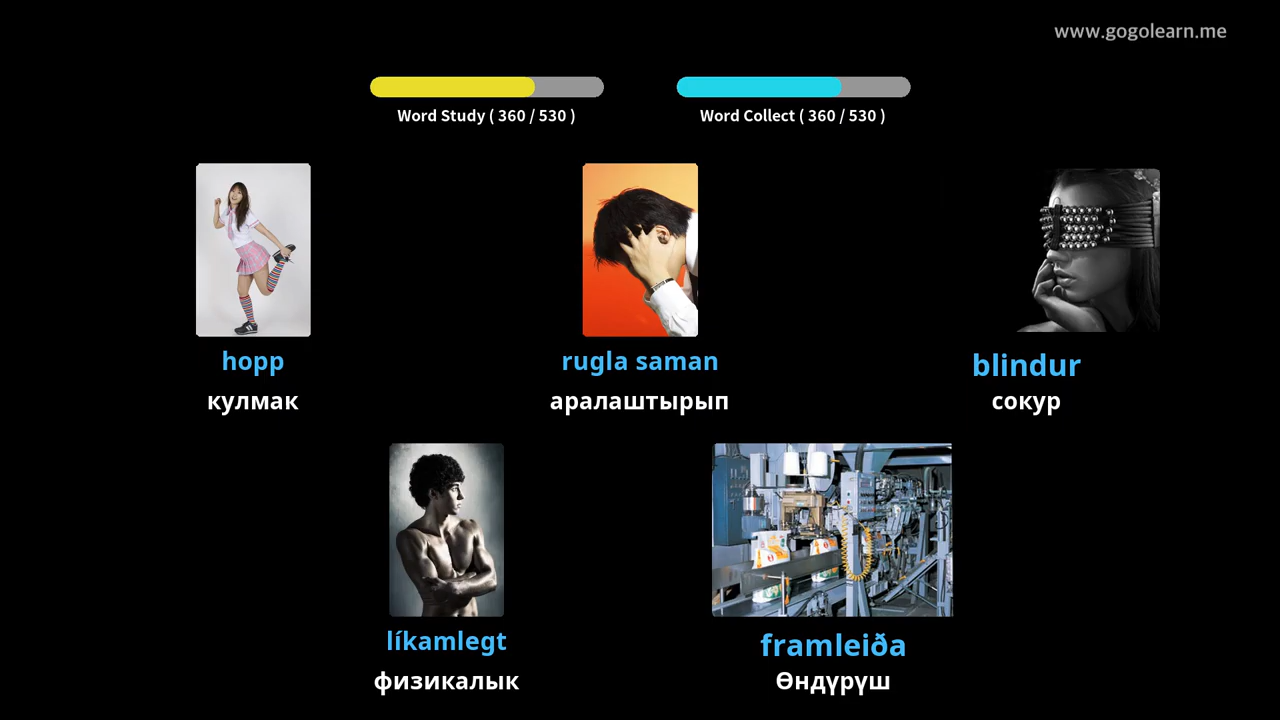 www.gogolearn.me
Word Study ( 360 / 530 )
Word Collect ( 360 / 530 )
hopp
кулмак
rugla saman
аралаштырып
blindur
сокур
líkamlegt
физикалык
framleiða
Өндүрүш